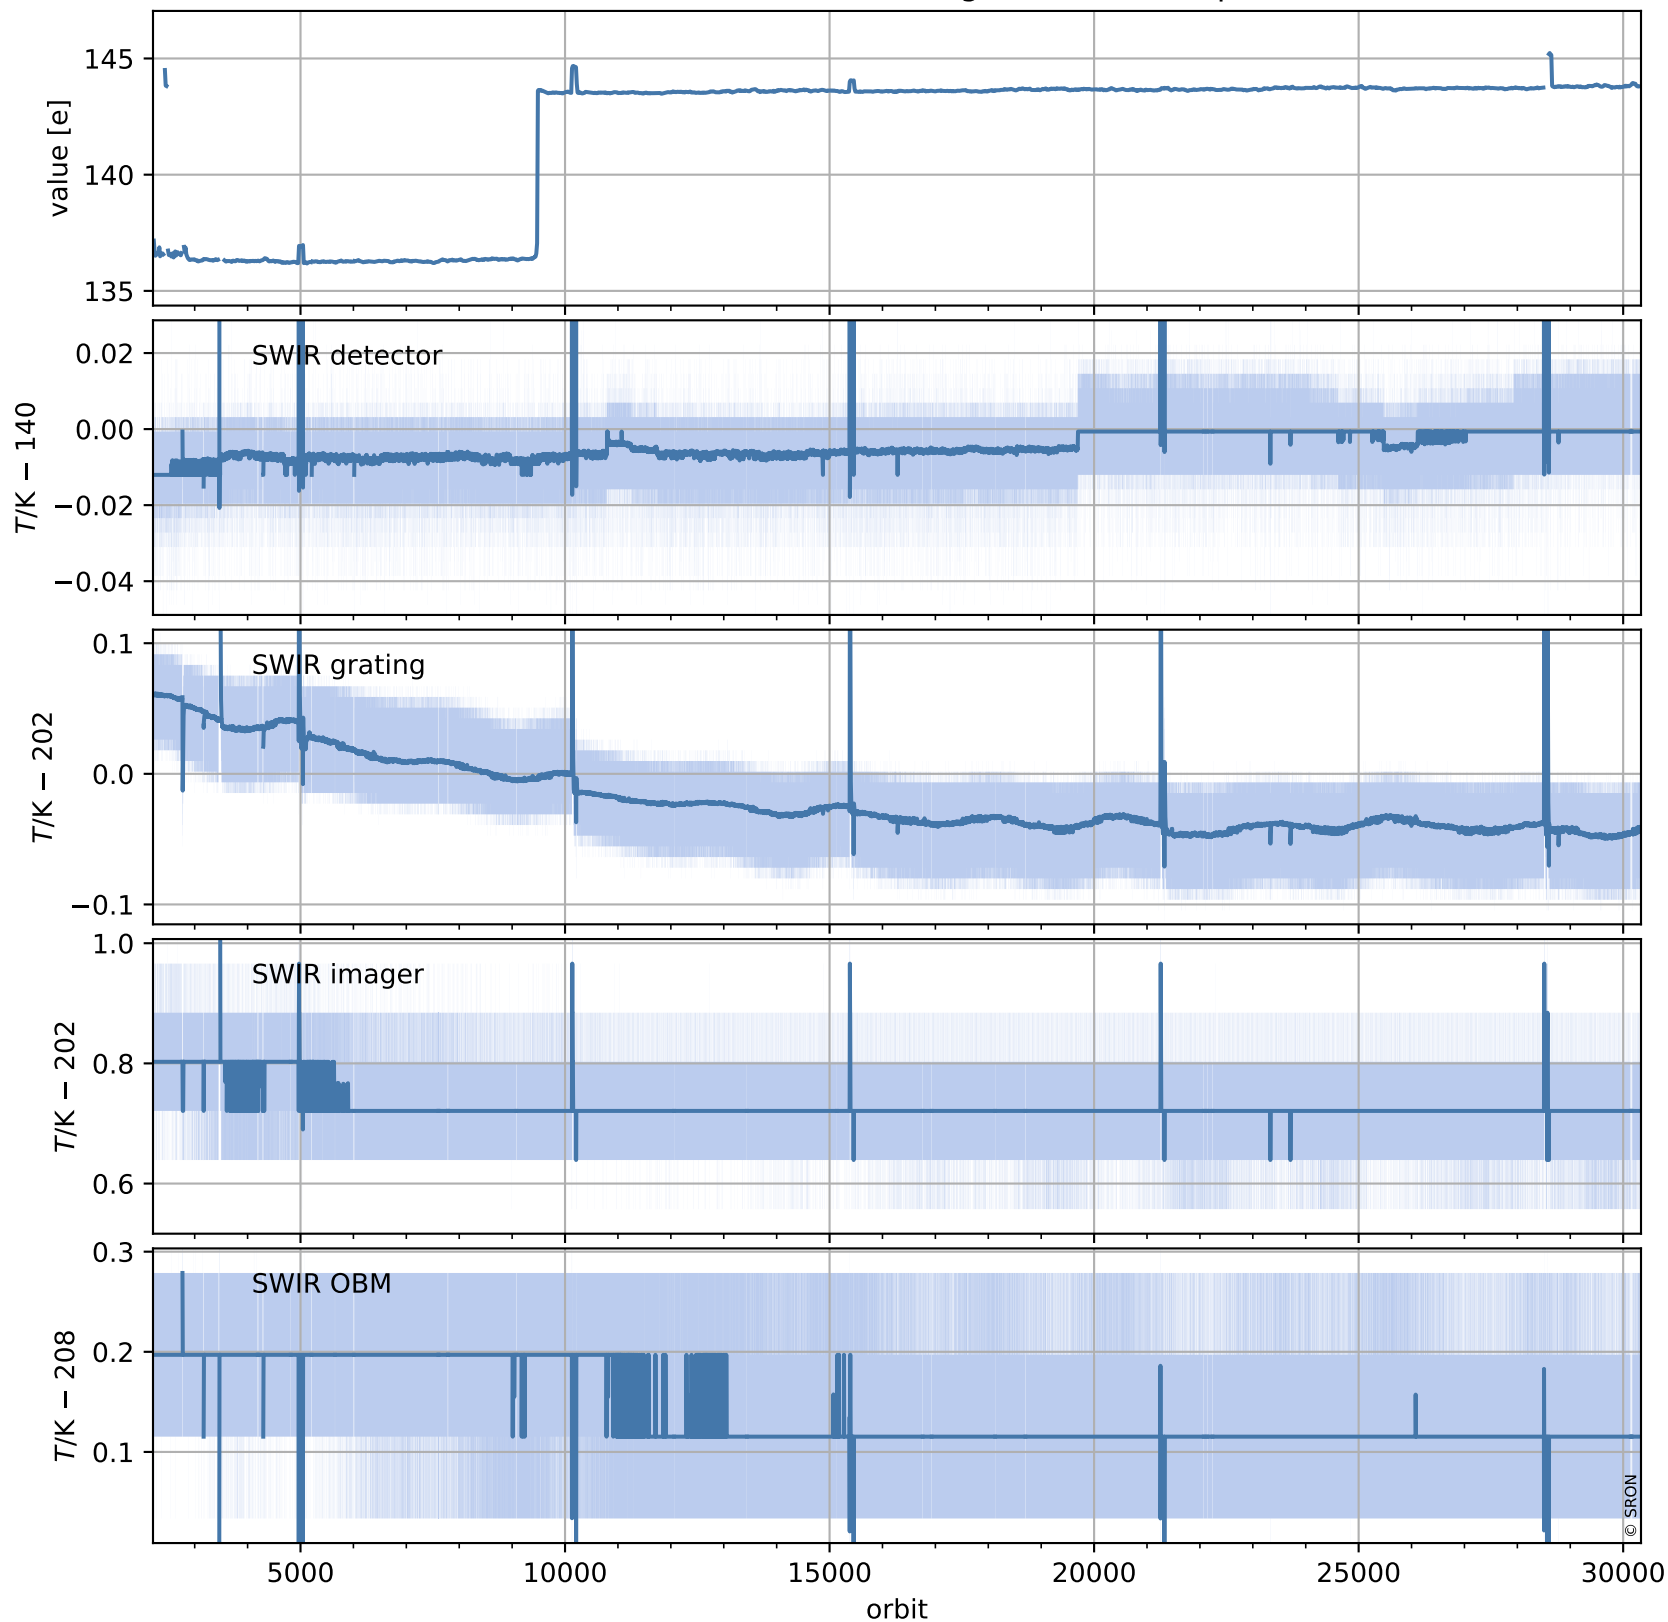 145
140
135
value [e]
SWIR detector
0.02
0.00
−0.02
−0.04
T/K − 140
SWIR grating
0.1
0.0
−0.1
T/K − 202
SWIR imager
1.0
0.8
0.6
T/K − 202
SWIR OBM
0.3
0.2
0.1
T/K − 208
© SRON
5000 10000 15000 20000 25000 30000
orbit